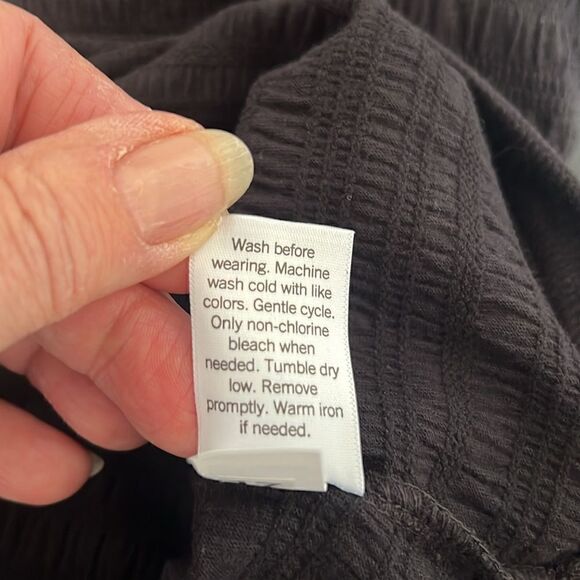 Wash before
wearing. Machine
wash cold with like
colors. Gentle cycle.
Only non-chlorine
bleach when
needed. Tumble dry
low. Remove
promptly. Warm iron
if needed.